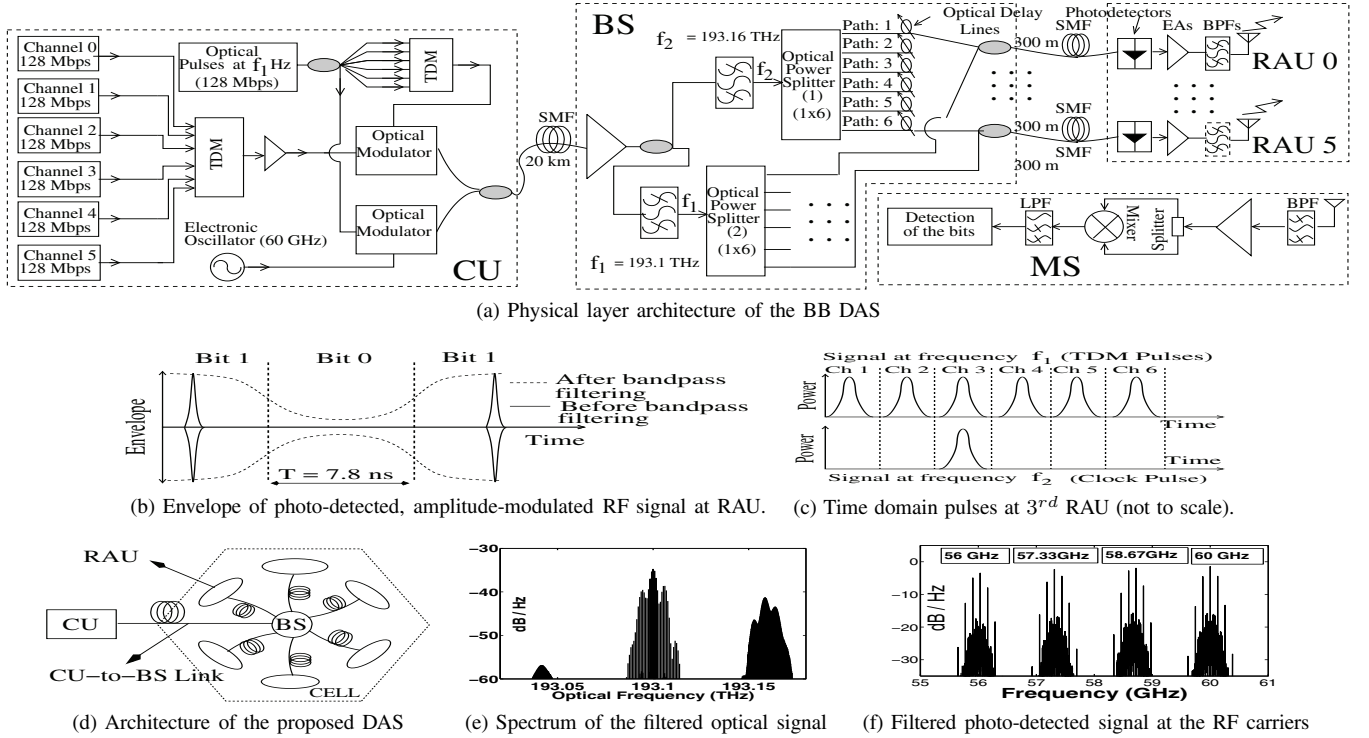 Channel 0
128 Mbps
Channel 1
128 Mbps
Channel 2
128 Mbps
Channel 3
128 Mbps
Channel 4
128 Mbps
Channel 5
128 Mbps
Optical
Pulses at f1 Hz
(128 Mbps)
TDM
TDM
Optical
Modulator
Optical
Modulator
Electronic
Oscillator (60 GHz)
CU
SMF
20 km
BS
f2 = 193.16 THz
f2
f1
f1 = 193.1 THz
Optical
Power
Splitter
(1)
(1x6)
Optical
Power
Splitter
(2)
(1x6)
Path: 1
Path: 2
Path: 3
Path: 4
Path: 5
Path: 6
Optical Delay
Lines
300 m
SMF
300 m
SMF
300 m
Photodetectors
EAs
BPFs
RAU 0
RAU 5
Detection
of the bits
LPF
Mixer
Splitter
BPF
MS
(a) Physical layer architecture of the BB DAS
Bit 1
Bit 0
Bit 1
After bandpass
filtering
Before bandpass
filtering
Envelope
Time
T = 7.8 ns
(b) Envelope of photo-detected, amplitude-modulated RF signal at RAU.
Signal at frequency f1 (TDM Pulses)
Ch 1 Ch 2 Ch 3 Ch 4 Ch 5 Ch 6
Power
Time
Power
Time
Signal at frequency f2 (Clock Pulse)
(c) Time domain pulses at 3rd RAU (not to scale).
RAU
CU
BS
CU-to-BS Link
CELL
(d) Architecture of the proposed DAS
-30
-40
-50
-60
dB / Hz
193.05 193.1 193.15
Optical Frequency (THz)
(e) Spectrum of the filtered optical signal
56 GHz 57.33GHz 58.67GHz 60 GHz
0
-10
-20
-30
dB / Hz
55 56 57 58 59 60 61
Frequency (GHz)
(f) Filtered photo-detected signal at the RF carriers